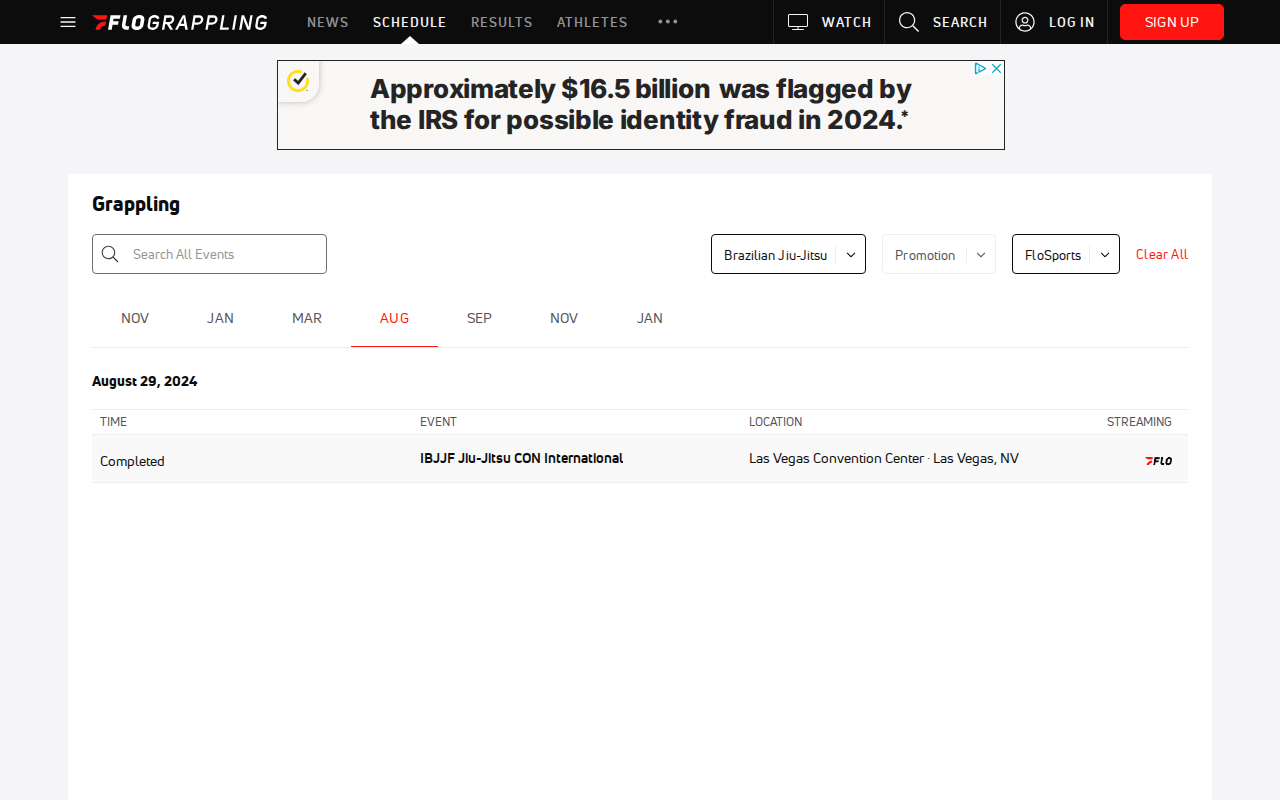 FLOGRAPPLING NEWS SCHEDULE RESULTS ATHLETES ••• WATCH SEARCH LOG IN SIGN UP
Approximately $16.5 billion was flagged by
the IRS for possible identity fraud in 2024.*
Grappling
Search All Events Brazilian Jiu-Jitsu Promotion FloSports Clear All
NOV JAN MAR AUG SEP NOV JAN
August 29, 2024
TIME EVENT LOCATION STREAMING
Completed IBJJF Jiu-Jitsu CON International Las Vegas Convention Center · Las Vegas, NV FLO